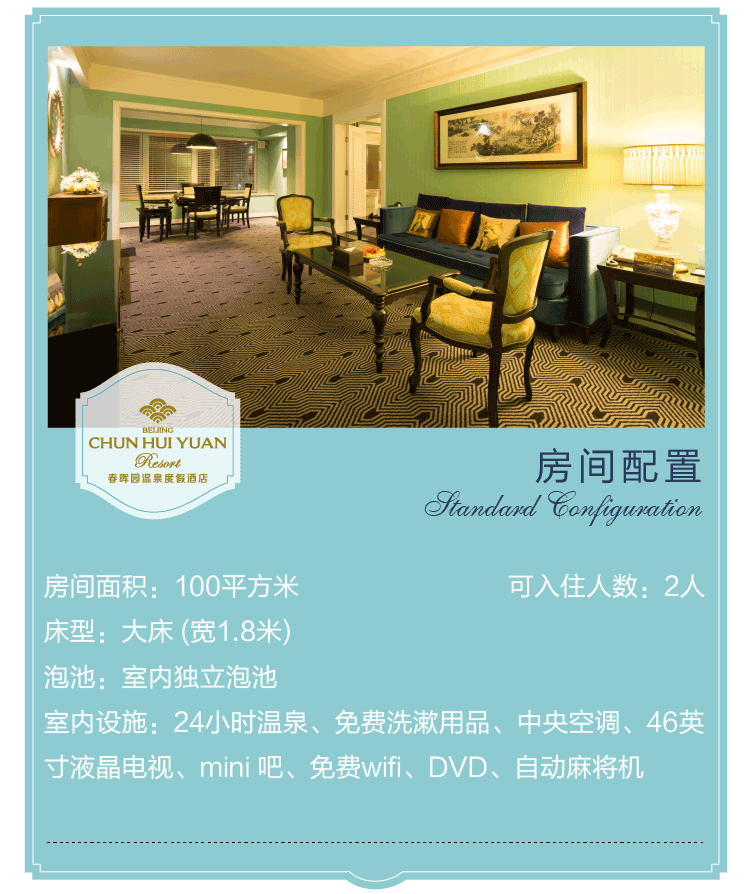 BEIJING
CHUN HUI YUAN
Resort
春晖园温泉度假酒店
房间配置
Standard Configuration
房间面积：100平方米 可入住人数：2人
床型：大床 (宽1.8米)
泡池：室内独立泡池
室内设施：24小时温泉、免费洗漱用品、中央空调、46英
寸液晶电视、mini 吧、免费wifi、DVD、自动麻将机